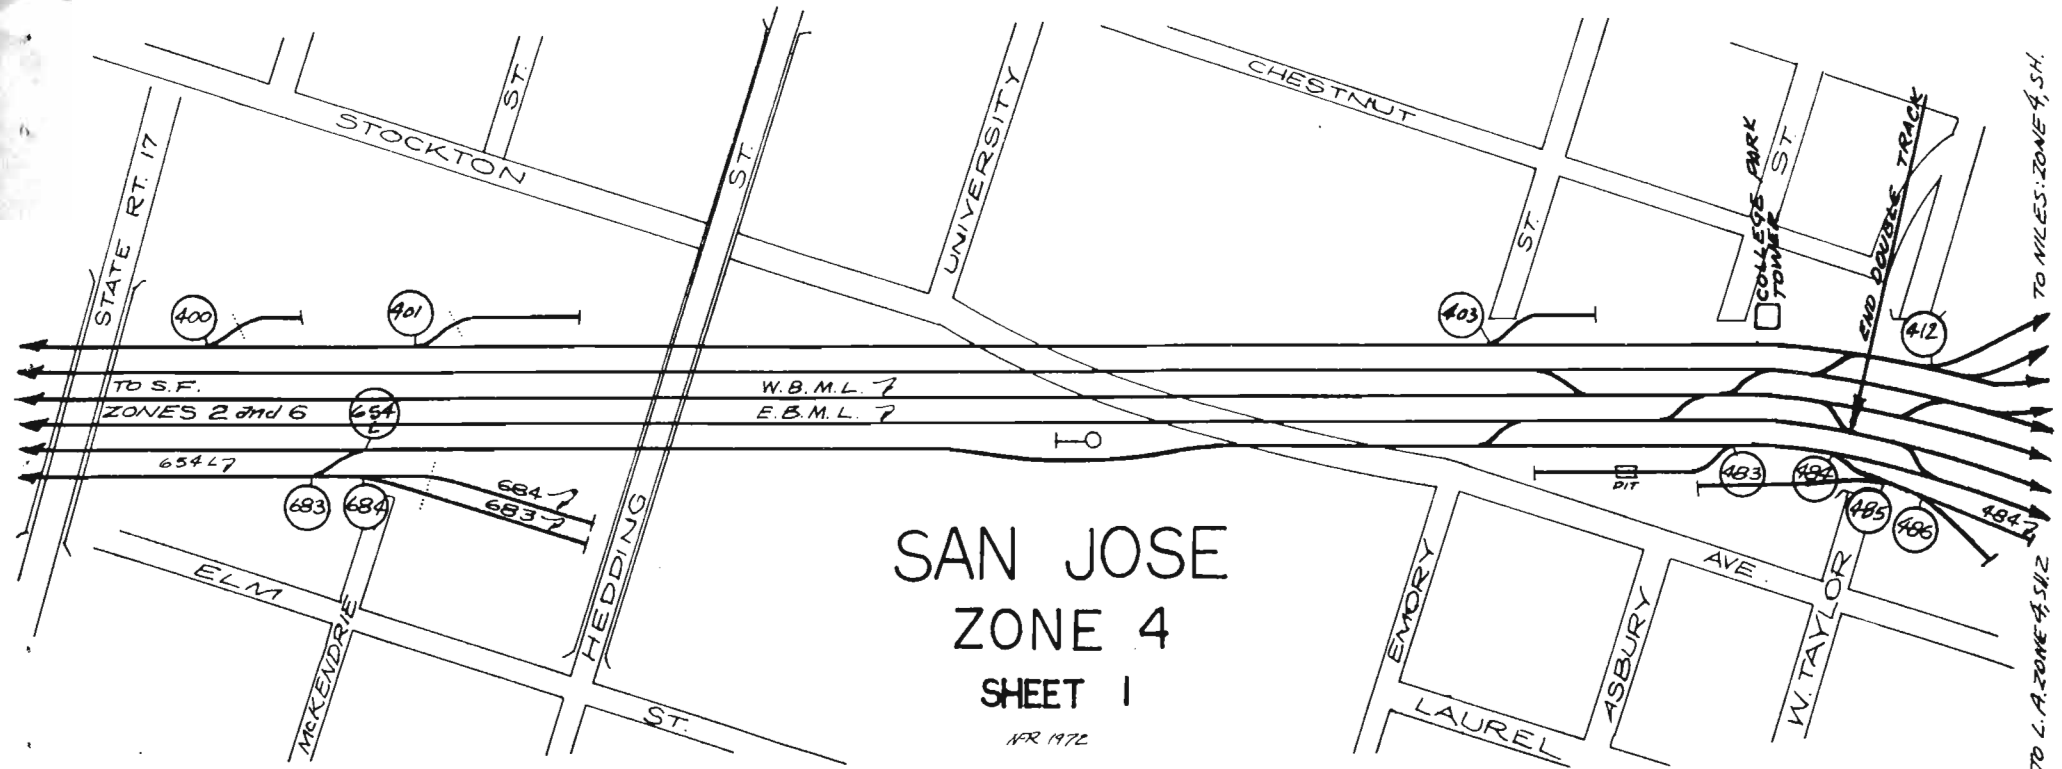 STATE RT. 17
STOCKTON
ST.
HEDDING
ST.
UNIVERSITY
CHESTNUT
ST.
ST.
COLLEGE PARK
TOWER
END DOUBLE TRACK
TO NILES: ZONE 4, SH.
400
401
403
412
TO S.F.
ZONES 2 and 6
654
L
W.B.M.L.
E.B.M.L.
654L
683
684
684
683
PIT
483
484
485
486
484
ELM
ST.
McKENDRIE
SAN JOSE
ZONE 4
SHEET 1
NFR 1972
EMORY
ASBURY
LAUREL
AVE.
W. TAYLOR
TO L.A. ZONE 4, SH. 2